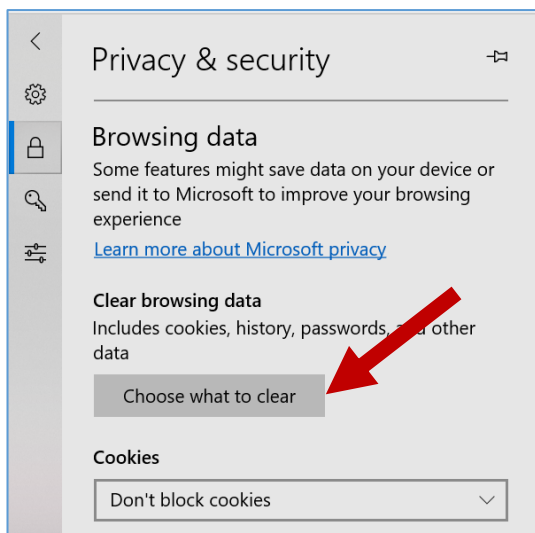 Privacy & security
Browsing data
Some features might save data on your device or
send it to Microsoft to improve your browsing
experience
Learn more about Microsoft privacy
Clear browsing data
Includes cookies, history, passwords, and other
data
Choose what to clear
Cookies
Don't block cookies